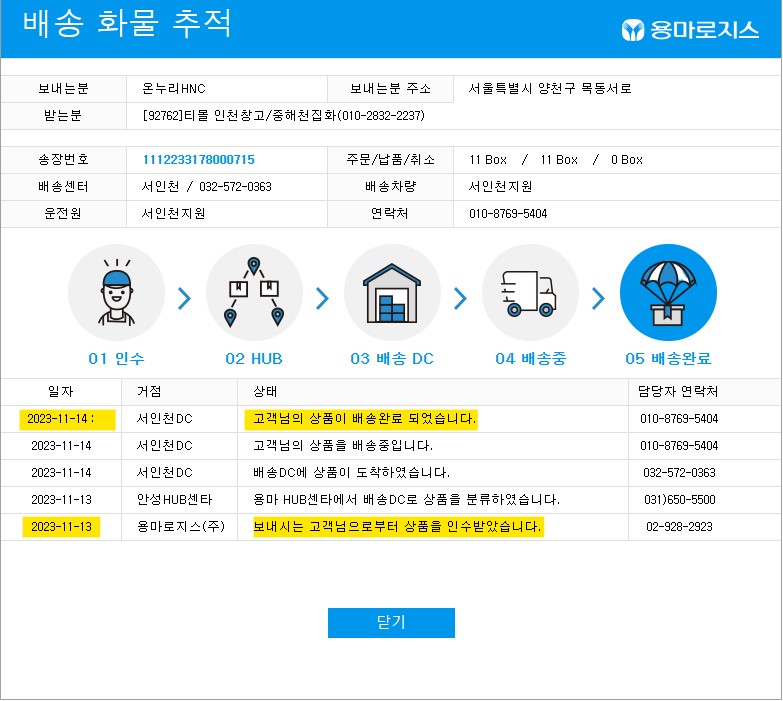 배송 화물 추적
용마로지스
보내는분 온누리HNC 보내는분 주소 서울특별시 양천구 목동서로
받는분 [92762]티몰 인천창고/중해천집화(010-2832-2237)
송장번호 1112233178000715 주문/납품/취소 11 Box / 11 Box / 0 Box
배송센터 서인천 / 032-572-0363 배송차량 서인천지원
운전원 서인천지원 연락처 010-8769-5404
01 인수 02 HUB 03 배송 DC 04 배송중 05 배송완료
일자 거점 상태 담당자 연락처
2023-11-14 : 서인천DC 고객님의 상품이 배송완료 되었습니다. 010-8769-5404
2023-11-14 서인천DC 고객님의 상품을 배송중입니다. 010-8769-5404
2023-11-14 서인천DC 배송DC에 상품이 도착하였습니다. 032-572-0363
2023-11-13 안성HUB센타 용마 HUB센타에서 배송DC로 상품을 분류하였습니다. 031)650-5500
2023-11-13 용마로지스(주) 보내시는 고객님으로부터 상품을 인수받았습니다. 02-928-2923
닫기